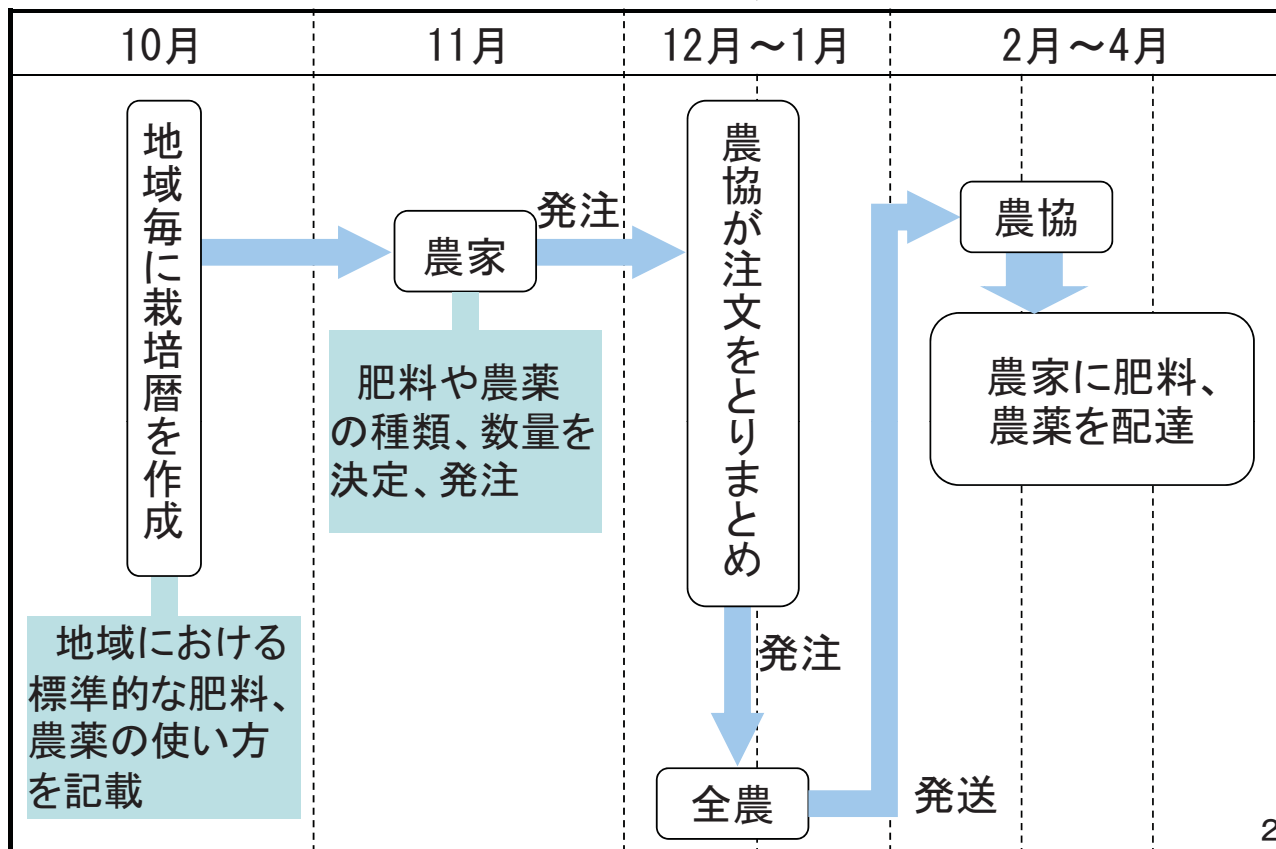 10月
11月
12月～1月
2月～4月
地域毎に栽培暦を作成
地域における
標準的な肥料、
農薬の使い方
を記載
農家
肥料や農薬
の種類、数量を
決定、発注
発注
農協が注文をとりまとめ
発注
全農
発送
農協
農家に肥料、
農薬を配達
2